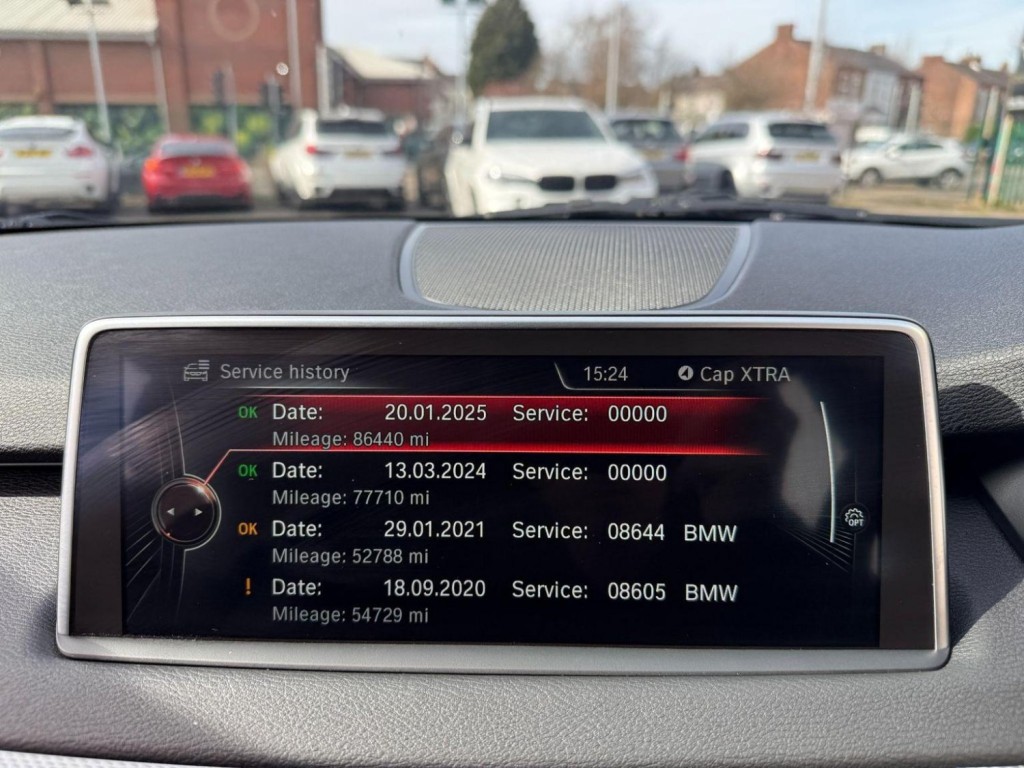 Service history 15:24 Cap XTRA
OK Date: 20.01.2025 Service: 00000
Mileage: 86440 mi
OK Date: 13.03.2024 Service: 00000
Mileage: 77710 mi
OK Date: 29.01.2021 Service: 08644 BMW
Mileage: 52788 mi
OPT
! Date: 18.09.2020 Service: 08605 BMW
Mileage: 54729 mi